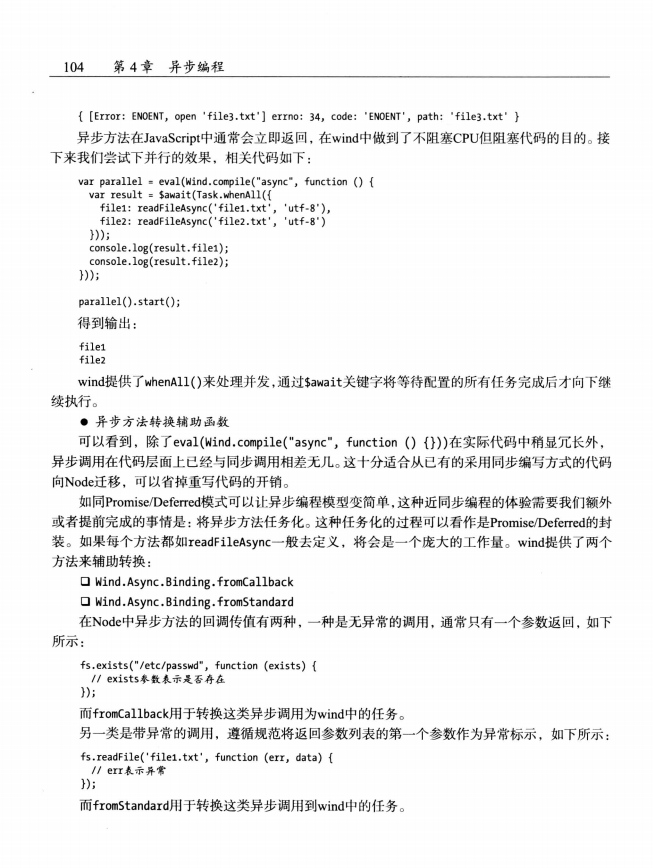 104 第 4 章 异步编程
{ [Error: ENOENT, open 'file3.txt'] errno: 34, code: 'ENOENT', path: 'file3.txt' }
异步方法在JavaScript中通常会立即返回，在wind中做到了不阻塞CPU但阻塞代码的目的。接
下来我们尝试下并行的效果，相关代码如下：
var parallel = eval(Wind.compile("async", function () {
var result = $await(Task.whenAll({
file1: readFileAsync('file1.txt', 'utf-8'),
file2: readFileAsync('file2.txt', 'utf-8')
}));
console.log(result.file1);
console.log(result.file2);
}));
parallel().start();
得到输出：
file1
file2
wind提供了whenAll()来处理并发，通过$await关键字将等待配置的所有任务完成后才向下继
续执行。
● 异步方法转换辅助函数
可以看到，除了eval(Wind.compile("async", function () {}))在实际代码中稍显冗长外，
异步调用在代码层面上已经与同步调用相差无几。这十分适合从已有的采用同步编写方式的代码
向Node迁移，可以省掉重写代码的开销。
如同Promise/Deferred模式可以让异步编程模型变简单，这种近同步编程的体验需要我们额外
或者提前完成的事情是：将异步方法任务化。这种任务化的过程可以看作是Promise/Deferred的封
装。如果每个方法都如readFileAsync一般去定义，将会是一个庞大的工作量。wind提供了两个
方法来辅助转换：
❑ Wind.Async.Binding.fromCallback
❑ Wind.Async.Binding.fromStandard
在Node中异步方法的回调传值有两种，一种是无异常的调用，通常只有一个参数返回，如下
所示：
fs.exists("/etc/passwd", function (exists) {
// exists参数表示是否存在
});
而fromCallback用于转换这类异步调用为wind中的任务。
另一类是带异常的调用，遵循规范将返回参数列表的第一个参数作为异常标示，如下所示：
fs.readFile('file1.txt', function (err, data) {
// err表示异常
});
而fromStandard用于转换这类异步调用到wind中的任务。